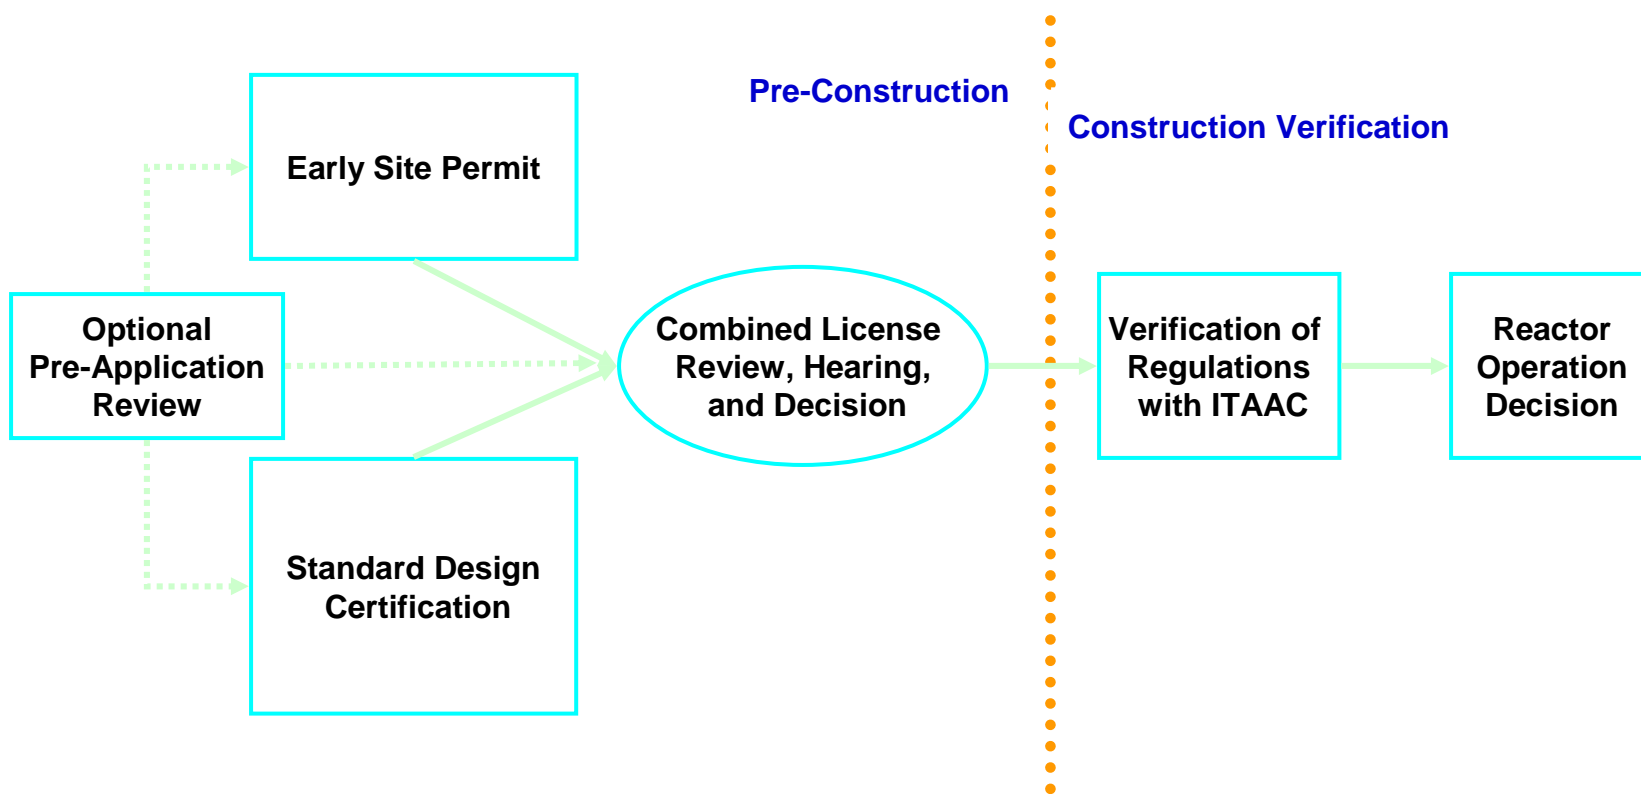 Pre-Construction
Construction Verification
Early Site Permit
Optional
Pre-Application
Review
Combined License
Review, Hearing,
and Decision
Verification of
Regulations
with ITAAC
Reactor
Operation
Decision
Standard Design
Certification